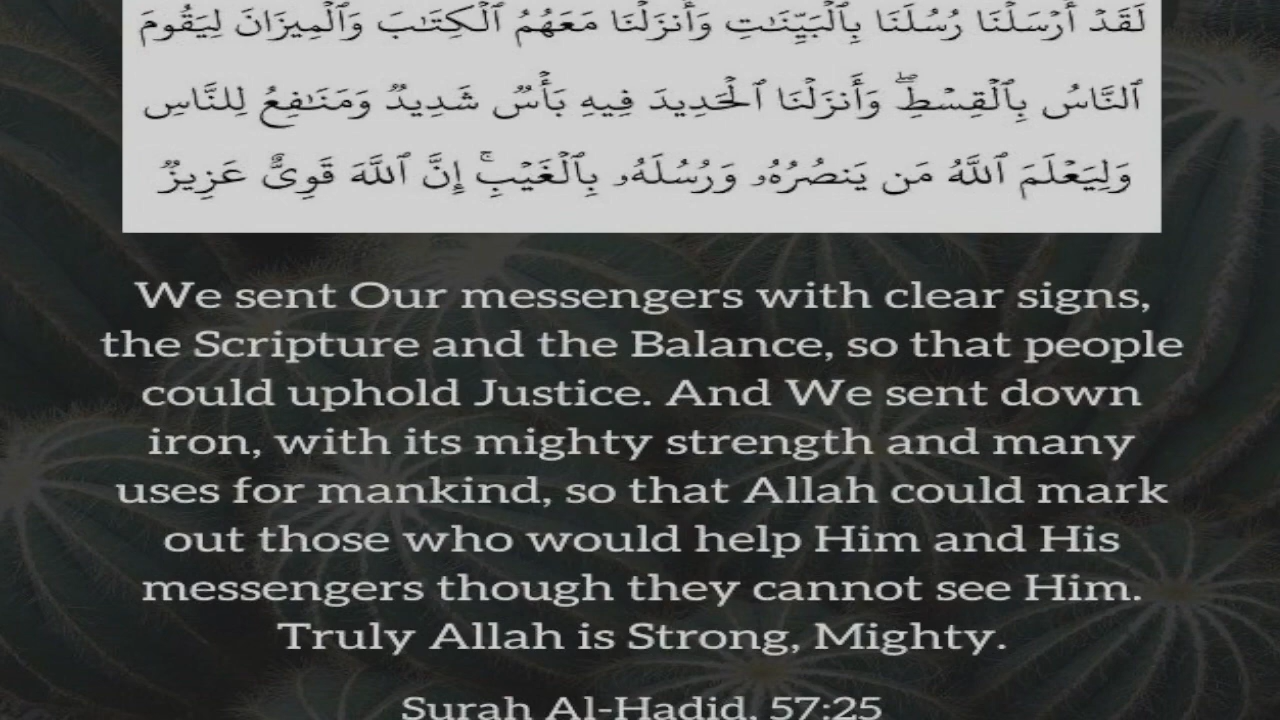 لَقَدۡ أَرۡسَلۡنَا رُسُلَنَا بِٱلۡبَيِّنَٰتِ وَأَنزَلۡنَا مَعَهُمُ ٱلۡكِتَٰبَ وَٱلۡمِيزَانَ لِيَقُومَ
ٱلنَّاسُ بِٱلۡقِسۡطِۖ وَأَنزَلۡنَا ٱلۡحَدِيدَ فِيهِ بَأۡسٞ شَدِيدٞ وَمَنَٰفِعُ لِلنَّاسِ
وَلِيَعۡلَمَ ٱللَّهُ مَن يَنصُرُهُۥ وَرُسُلَهُۥ بِٱلۡغَيۡبِۚ إِنَّ ٱللَّهَ قَوِيٌّ عَزِيزٞ
We sent Our messengers with clear signs,
the Scripture and the Balance, so that people
could uphold Justice. And We sent down
iron, with its mighty strength and many
uses for mankind, so that Allah could mark
out those who would help Him and His
messengers though they cannot see Him.
Truly Allah is Strong, Mighty.
Surah Al-Hadid, 57:25